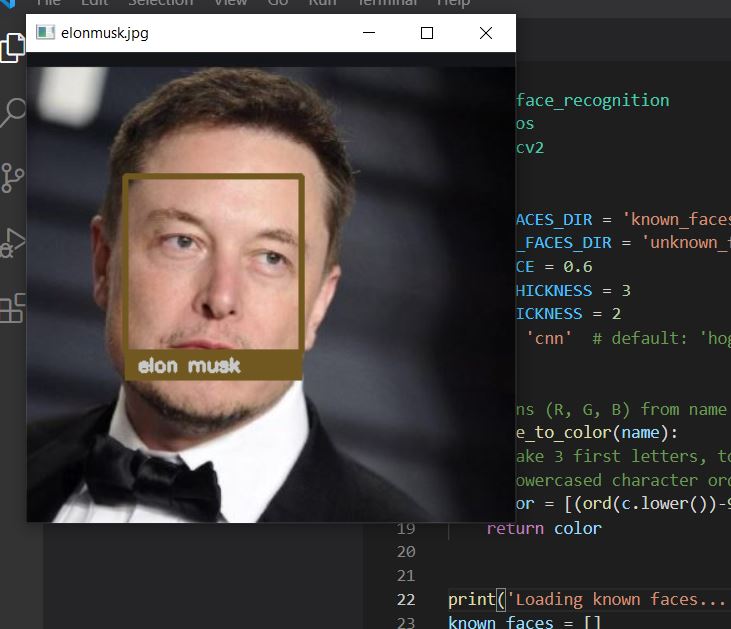 File Edit Selection View Go Run Terminal Help
elonmusk.jpg
elon musk
face_recognition
os
cv2
ACES_DIR = 'known_faces
_FACES_DIR = 'unknown_f
CE = 0.6
HICKNESS = 3
ICKNESS = 2
'cnn'  # default: 'hog
ns (R, G, B) from name
e_to_color(name):
ake 3 first letters, to
owercased character ord
or = [(ord(c.lower())-9
19 return color
20
21
22 print('Loading known faces...
23 known_faces = []